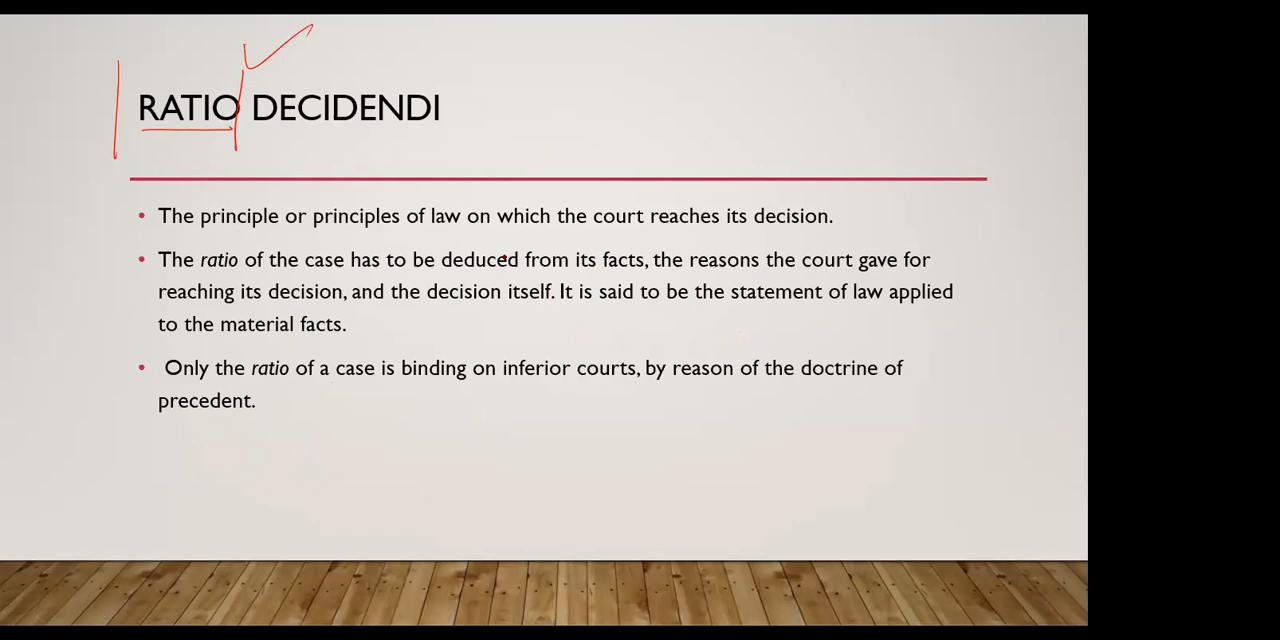 RATIO DECIDENDI
• The principle or principles of law on which the court reaches its decision.
• The ratio of the case has to be deduced from its facts, the reasons the court gave for
reaching its decision, and the decision itself. It is said to be the statement of law applied
to the material facts.
• Only the ratio of a case is binding on inferior courts, by reason of the doctrine of
precedent.